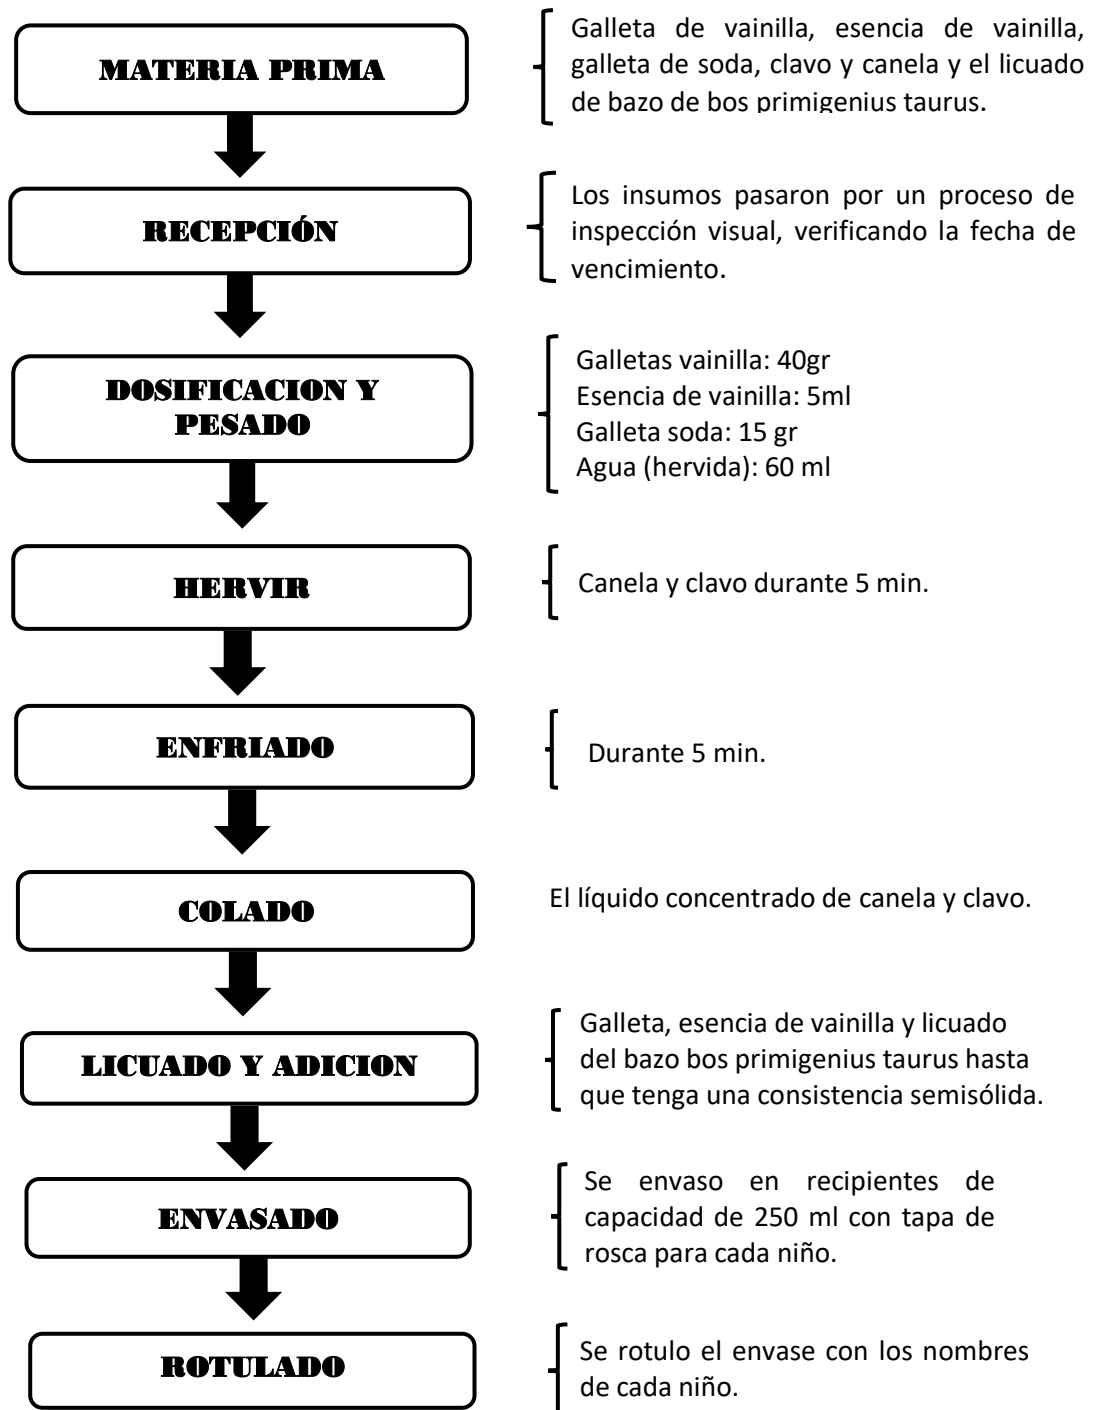 MATERIA PRIMA
Galleta de vainilla, esencia de vainilla,
galleta de soda, clavo y canela y el licuado
de bazo de bos primigenius taurus.
RECEPCIÓN
Los insumos pasaron por un proceso de
inspección visual, verificando la fecha de
vencimiento.
DOSIFICACION Y
PESADO
Galletas vainilla: 40gr
Esencia de vainilla: 5ml
Galleta soda: 15 gr
Agua (hervida): 60 ml
HERVIR
Canela y clavo durante 5 min.
ENFRIADO
Durante 5 min.
COLADO
El líquido concentrado de canela y clavo.
LICUADO Y ADICION
Galleta, esencia de vainilla y licuado
del bazo bos primigenius taurus hasta
que tenga una consistencia semisólida.
ENVASADO
Se envaso en recipientes de
capacidad de 250 ml con tapa de
rosca para cada niño.
ROTULADO
Se rotulo el envase con los nombres
de cada niño.